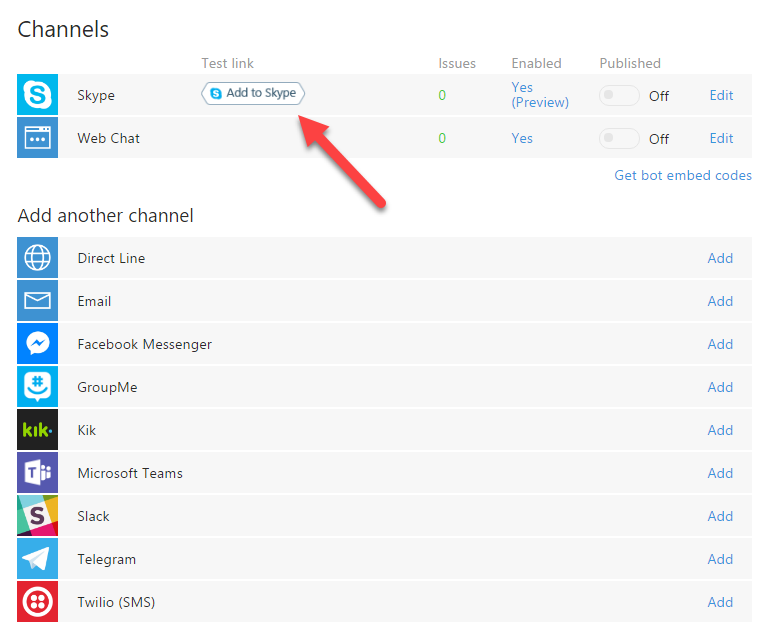 Channels
Test link Issues Enabled Published
Skype Add to Skype 0 Yes (Preview) Off Edit
Web Chat 0 Yes Off Edit
Get bot embed codes
Add another channel
Direct Line Add
Email Add
Facebook Messenger Add
GroupMe Add
kik. Kik Add
T Microsoft Teams Add
S Slack Add
Telegram Add
Twilio (SMS) Add